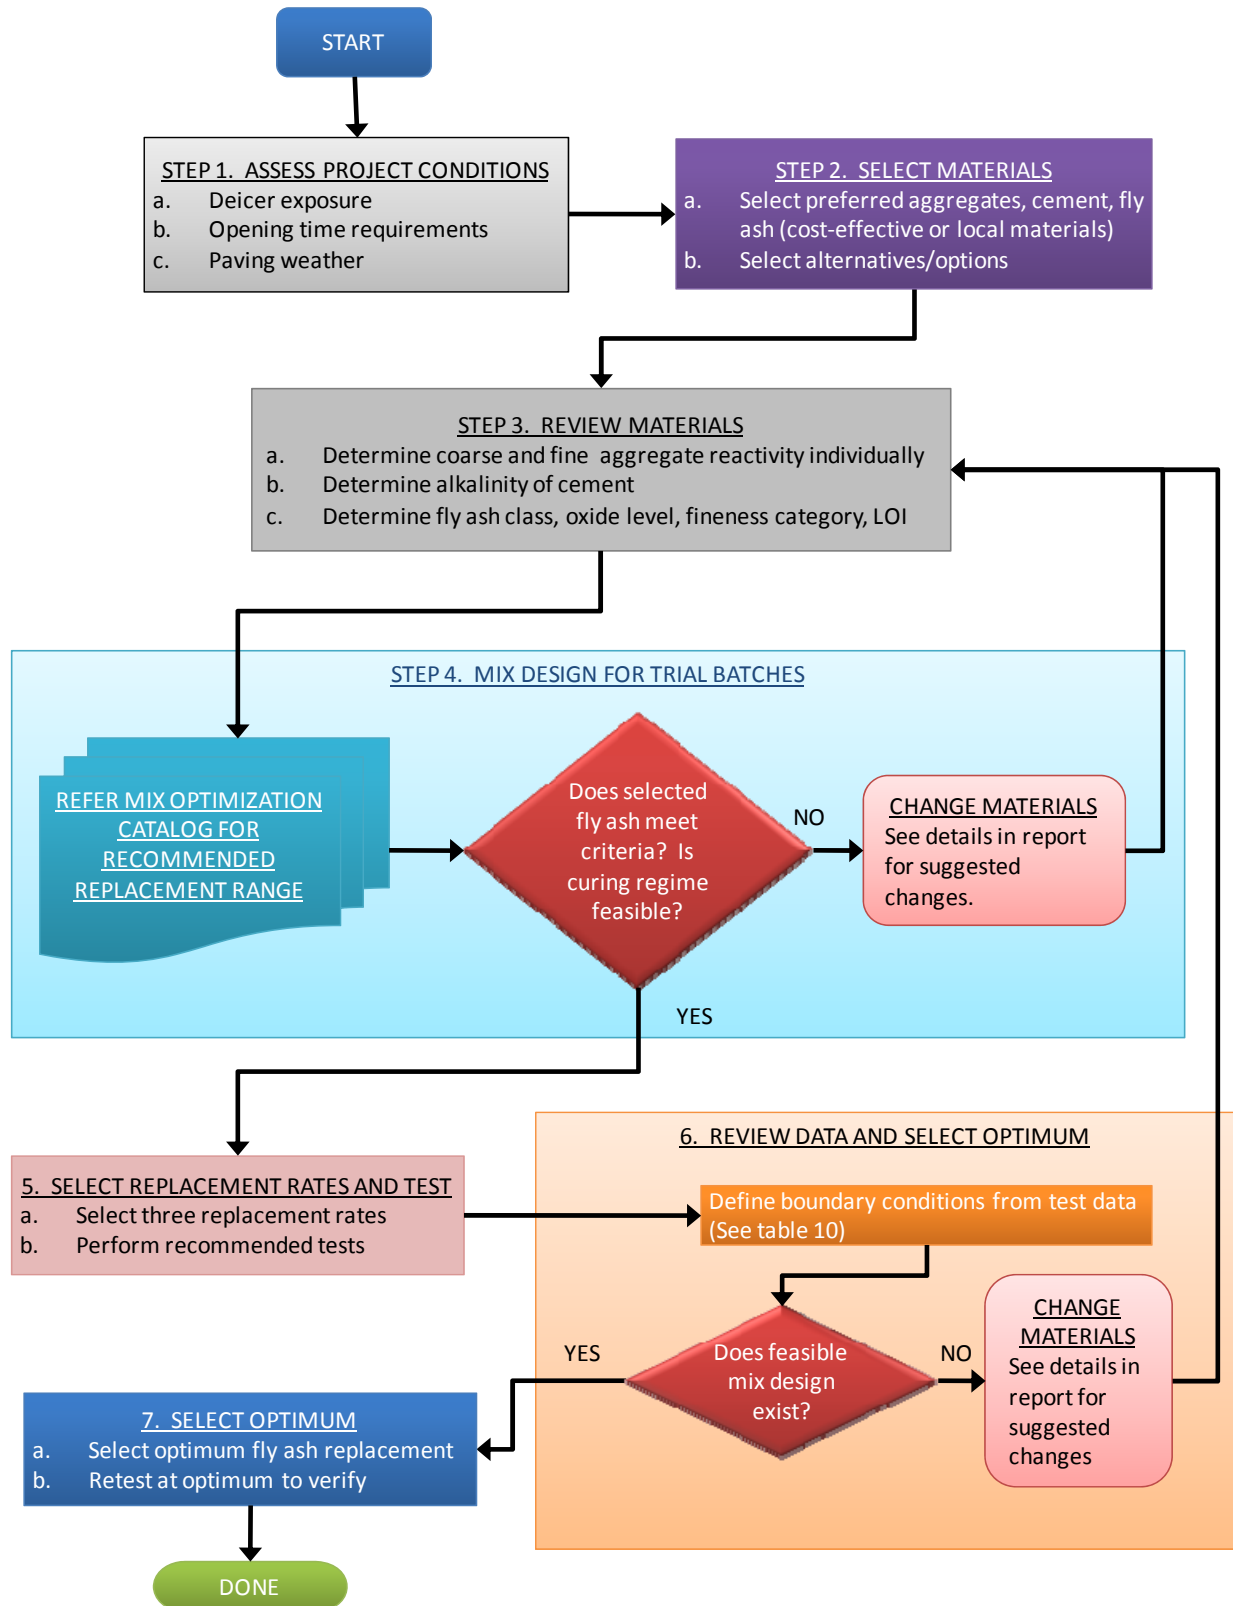 START
STEP 1.  ASSESS PROJECT CONDITIONS
a. Deicer exposure
b. Opening time requirements
c. Paving weather
STEP 2.  SELECT MATERIALS
a. Select preferred aggregates, cement, fly
ash (cost-effective or local materials)
b. Select alternatives/options
STEP 3.  REVIEW MATERIALS
a. Determine coarse and fine  aggregate reactivity individually
b. Determine alkalinity of cement
c. Determine fly ash class, oxide level, fineness category, LOI
STEP 4.  MIX DESIGN FOR TRIAL BATCHES
REFER MIX OPTIMIZATION
CATALOG FOR
RECOMMENDED
REPLACEMENT RANGE
Does selected
fly ash meet
criteria?  Is
curing regime
feasible?
NO
CHANGE MATERIALS
See details in report
for suggested
changes.
YES
5.  SELECT REPLACEMENT RATES AND TEST
a. Select three replacement rates
b. Perform recommended tests
6.  REVIEW DATA AND SELECT OPTIMUM
Define boundary conditions from test data
(See table 10)
Does feasible
mix design
exist?
YES
NO
CHANGE
MATERIALS
See details in
report for
suggested
changes
7.  SELECT OPTIMUM
a. Select optimum fly ash replacement
b. Retest at optimum to verify
DONE